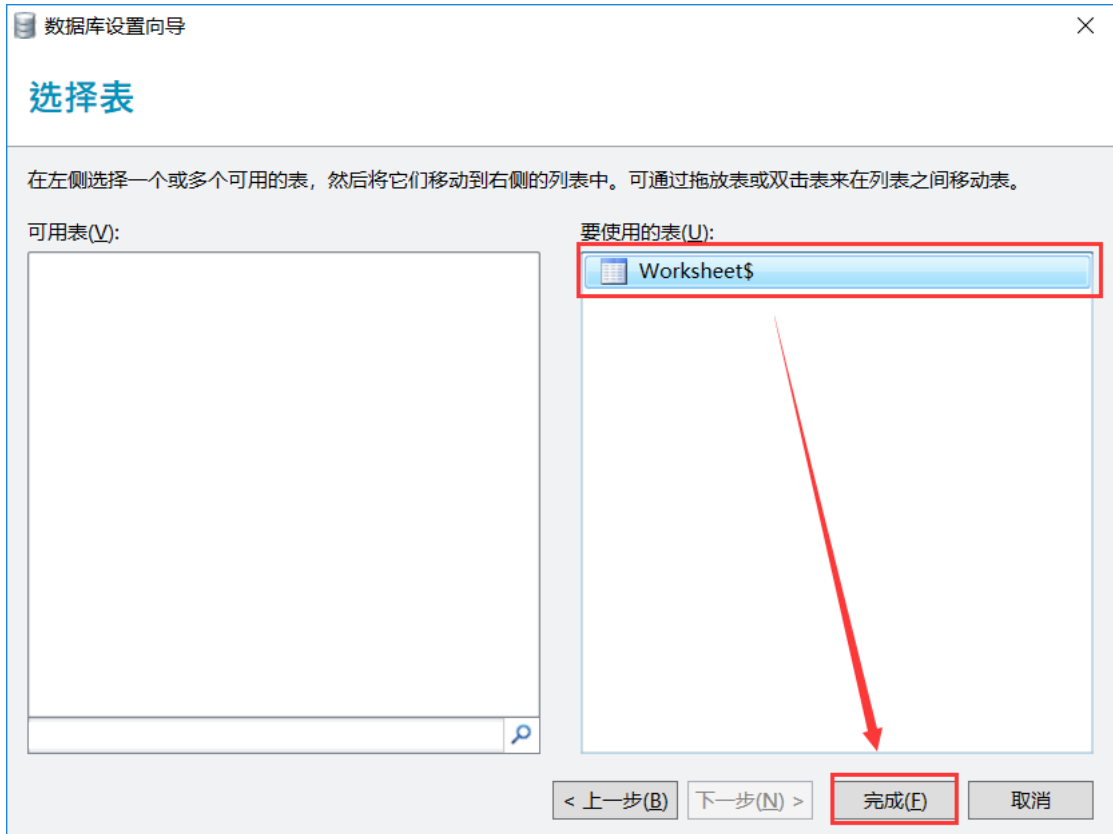 数据库设置向导
选择表
在左侧选择一个或多个可用的表，然后将它们移动到右侧的列表中。可通过拖放表或双击表来在列表之间移动表。
可用表(V):
要使用的表(U):
Worksheet$
< 上一步(B)
下一步(N) >
完成(F)
取消